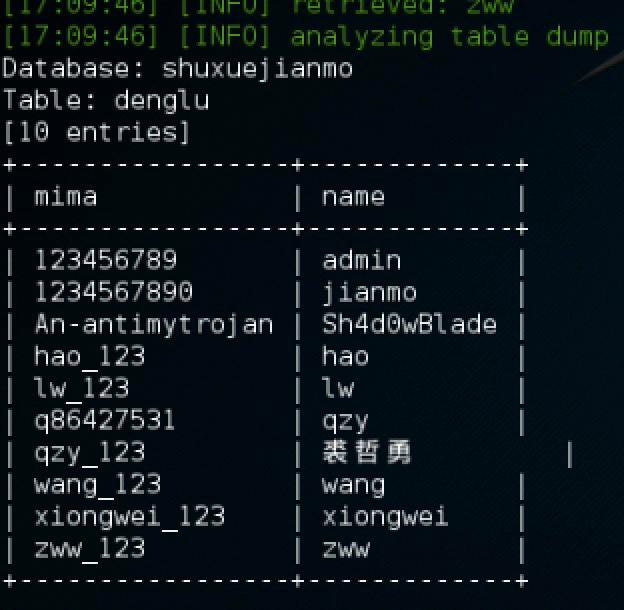 [17:09:46] [INFO] retrieved: zww
[17:09:46] [INFO] analyzing table dump
Database: shuxuejianmo
Table: denglu
[10 entries]
+------------------+-------------+
| mima | name |
+------------------+-------------+
| 123456789 | admin |
| 1234567890 | jianmo |
| An-antimytrojan | Sh4d0wBlade |
| hao_123 | hao |
| lw_123 | lw |
| q86427531 | qzy |
| qzy_123 | 裘哲勇 |
| wang_123 | wang |
| xiongwei_123 | xiongwei |
| zww_123 | zww |
+------------------+-------------+